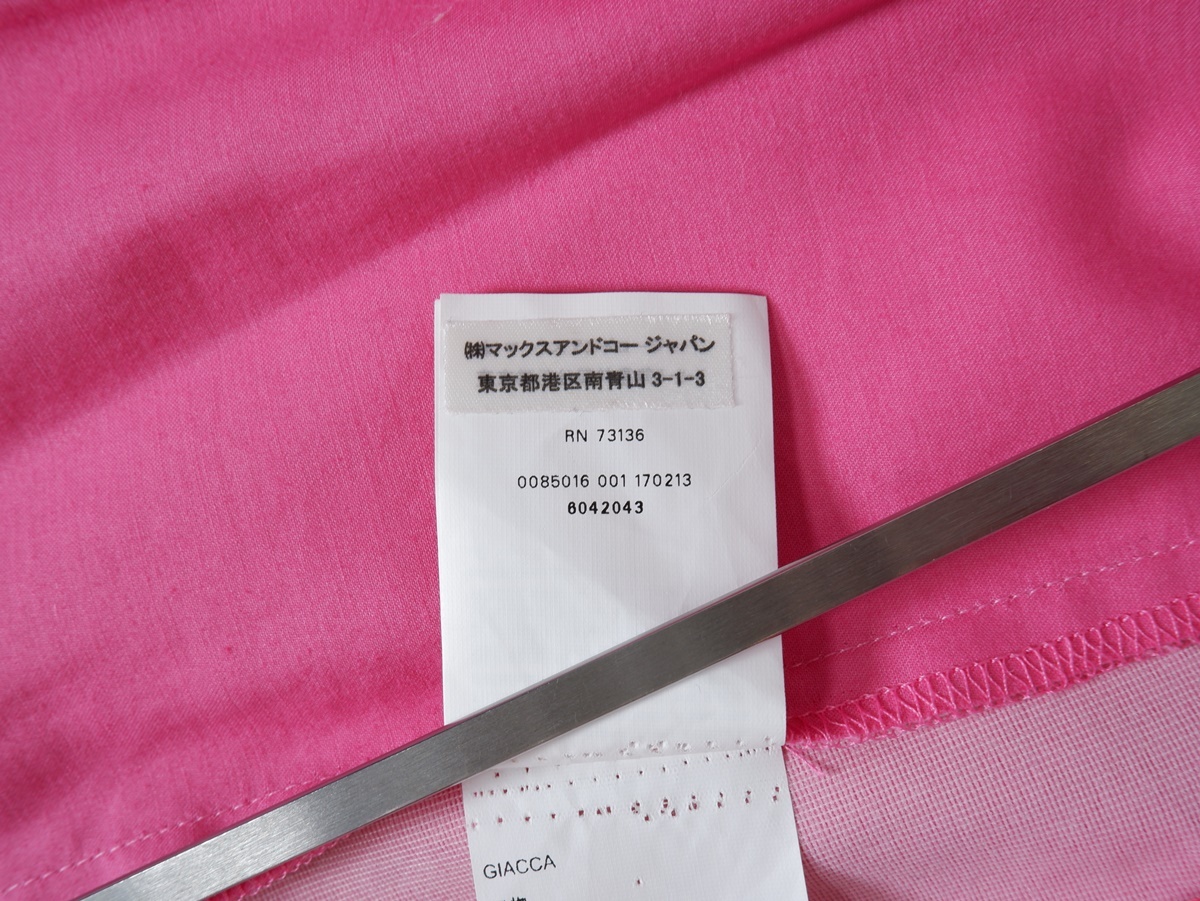 ㈱マックスアンドコー ジャパン
東京都港区南青山 3-1-3
RN 73136
0085016 001 170213
6042043
GIACCA